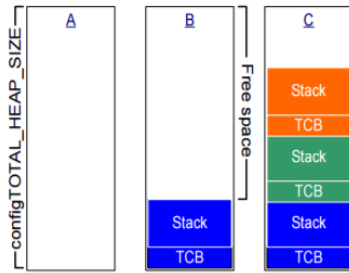 configTOTAL_HEAP_SIZE
A
B
Free space
Stack
TCB
C
Stack
TCB
Stack
TCB
Stack
TCB